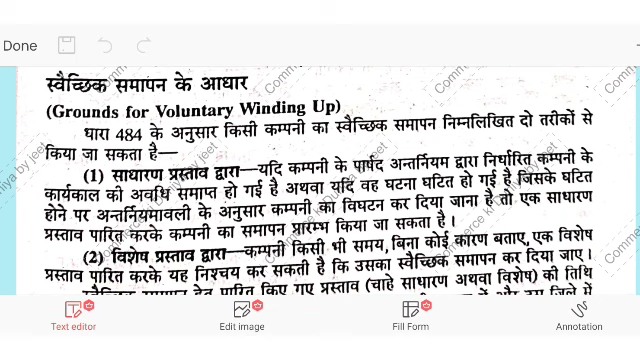 Done
स्वैच्छिक समापन के आधार
(Grounds for Voluntary Winding Up)
धारा 484 के अनुसार किसी कम्पनी का स्वैच्छिक समापन निम्नलिखित दो तरीकों से
किया जा सकता है—
(1) साधारण प्रस्ताव द्वारा—यदि कम्पनी के पार्षद अन्तर्नियम द्वारा निर्धारित कम्पनी के
कार्यकाल की अवधि समाप्त हो गई है अथवा यदि वह घटना घटित हो गई है जिसके घटित
होने पर अन्तर्नियमावली के अनुसार कम्पनी का विघटन कर दिया जाना है तो एक साधारण
प्रस्ताव पारित करके कम्पनी का समापन प्रारम्भ किया जा सकता है।
(2) विशेष प्रस्ताव द्वारा—कम्पनी किसी भी समय, बिना कोई कारण बताए, एक विशेष
प्रस्ताव पारित करके यह निश्चय कर सकती है कि उसका स्वैच्छिक समापन कर दिया जाए।
स्वैच्छिक समापन हेतु पारित किए गए प्रस्ताव (चाहे साधारण अथवा विशेष) की तिथि
Text editor
Edit image
Fill Form
Annotation